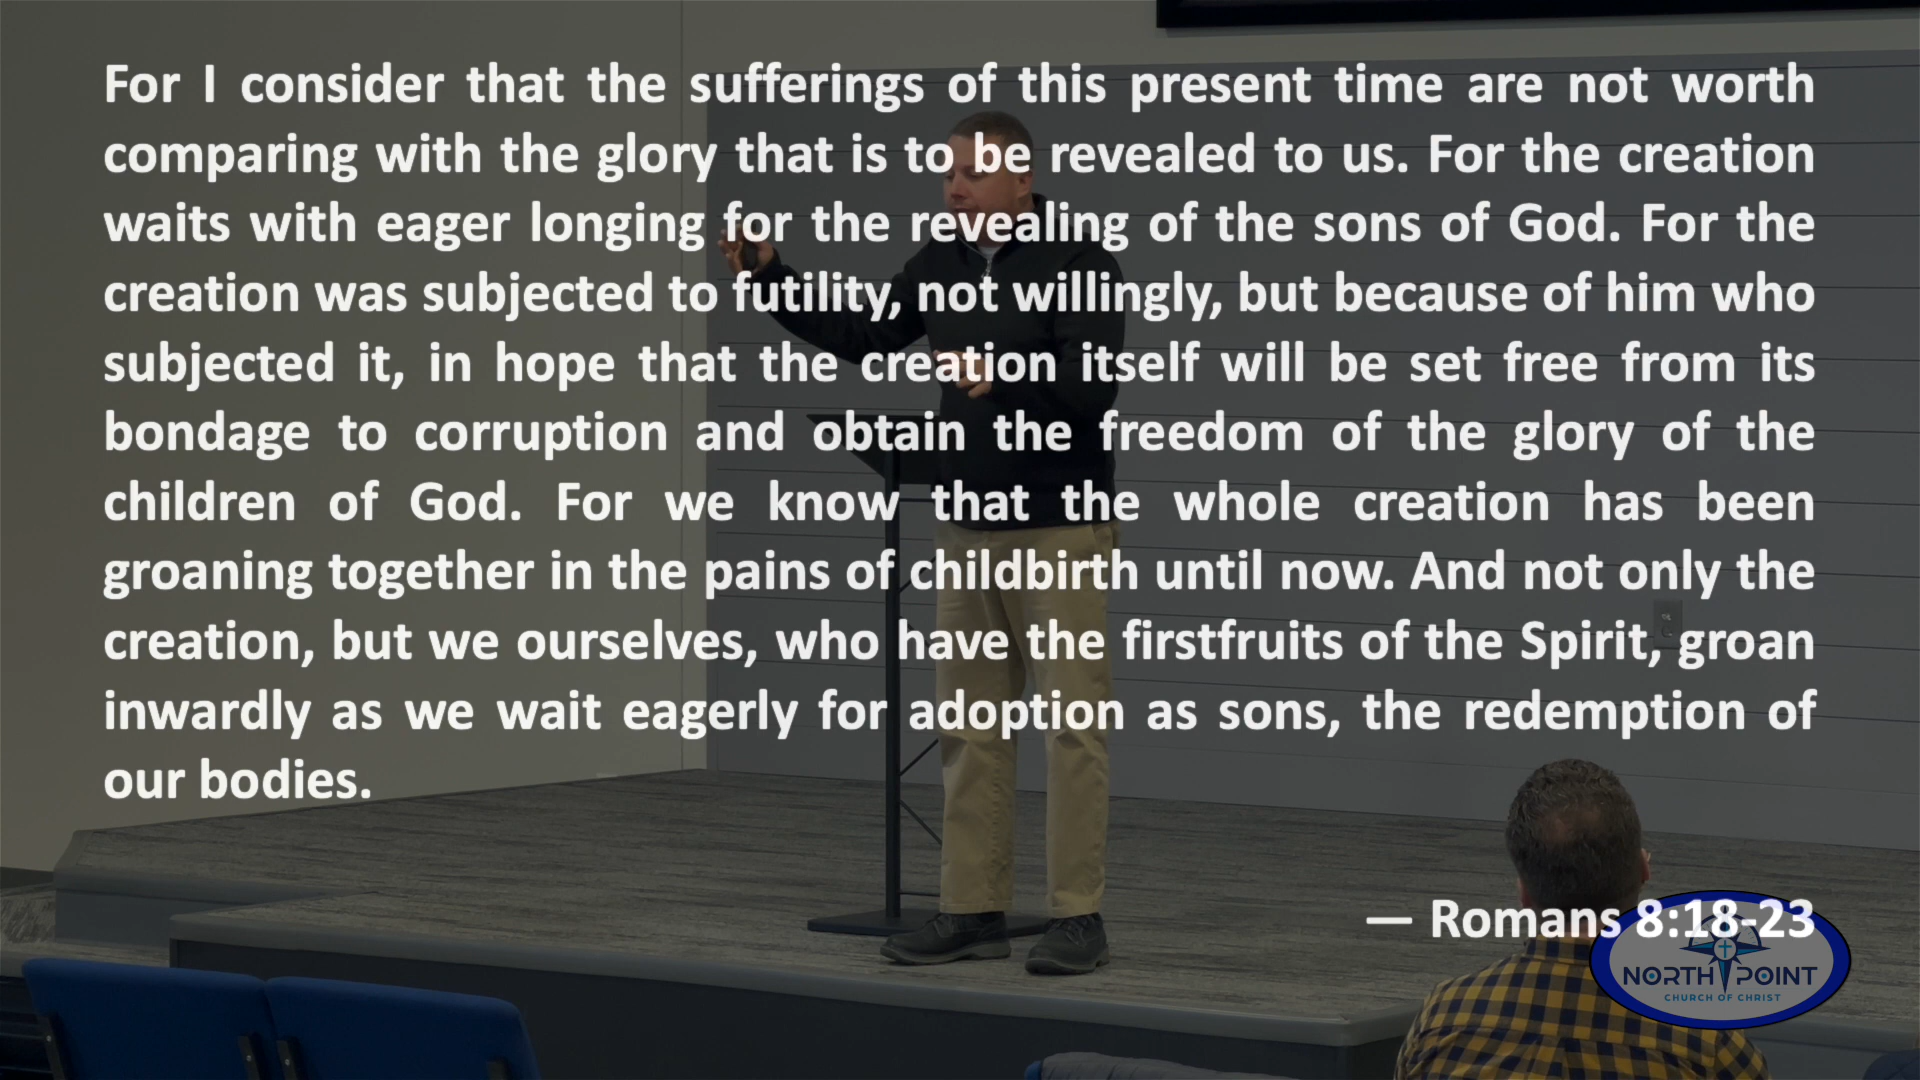 For I consider that the sufferings of this present time are not worth
comparing with the glory that is to be revealed to us. For the creation
waits with eager longing for the revealing of the sons of God. For the
creation was subjected to futility, not willingly, but because of him who
subjected it, in hope that the creation itself will be set free from its
bondage to corruption and obtain the freedom of the glory of the
children of God. For we know that the whole creation has been
groaning together in the pains of childbirth until now. And not only the
creation, but we ourselves, who have the firstfruits of the Spirit, groan
inwardly as we wait eagerly for adoption as sons, the redemption of
our bodies.
— Romans 8:18-23
NORTH POINT
CHURCH OF CHRIST